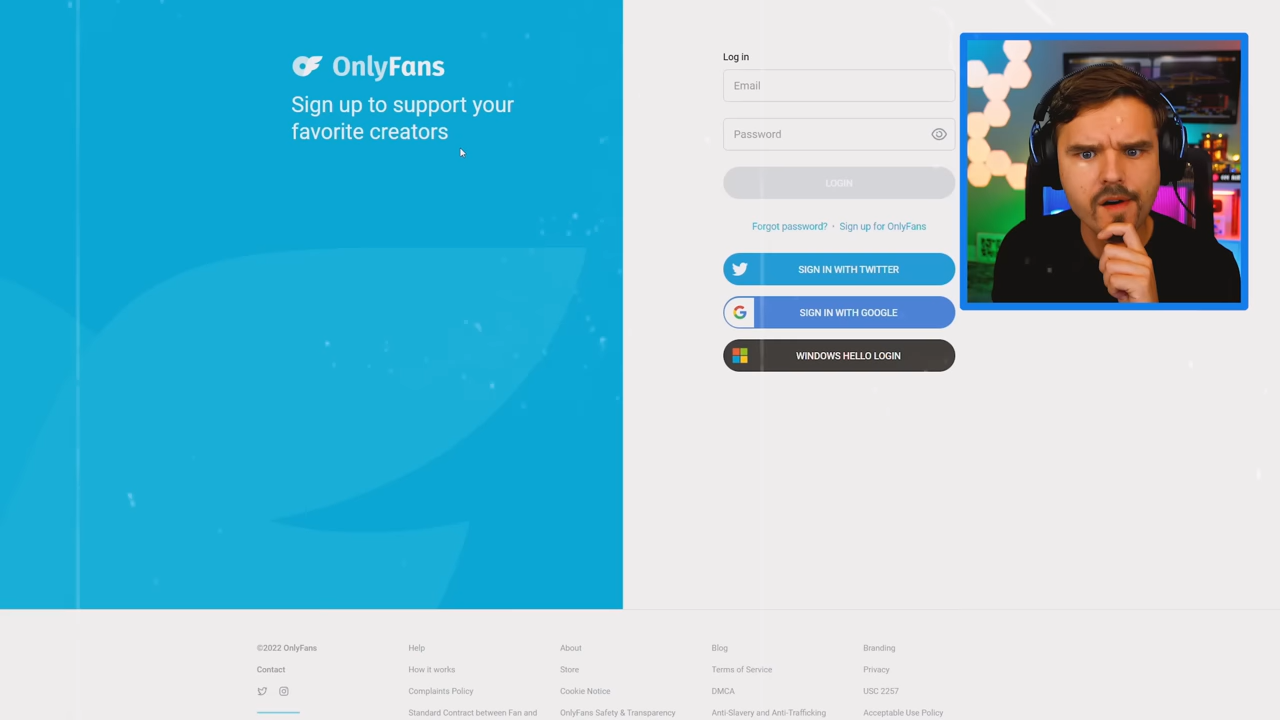 OnlyFans
Sign up to support your
favorite creators
Log in
Email
Password
LOGIN
Forgot password? · Sign up for OnlyFans
SIGN IN WITH TWITTER
SIGN IN WITH GOOGLE
WINDOWS HELLO LOGIN
©2022 OnlyFans
Contact
Help
How it works
Complaints Policy
Standard Contract between Fan and
About
Store
Cookie Notice
OnlyFans Safety & Transparency
Blog
Terms of Service
DMCA
Anti-Slavery and Anti-Trafficking
Branding
Privacy
USC 2257
Acceptable Use Policy